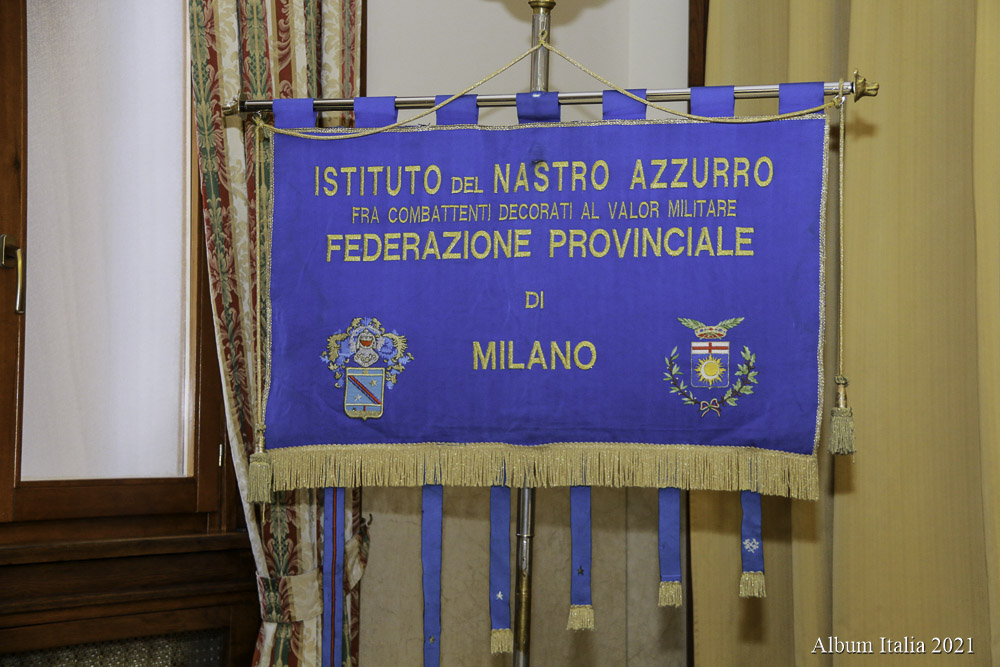 ISTITUTO DEL NASTRO AZZURRO
FRA COMBATTENTI DECORATI AL VALOR MILITARE
FEDERAZIONE PROVINCIALE
DI
MILANO
Album Italia 2021